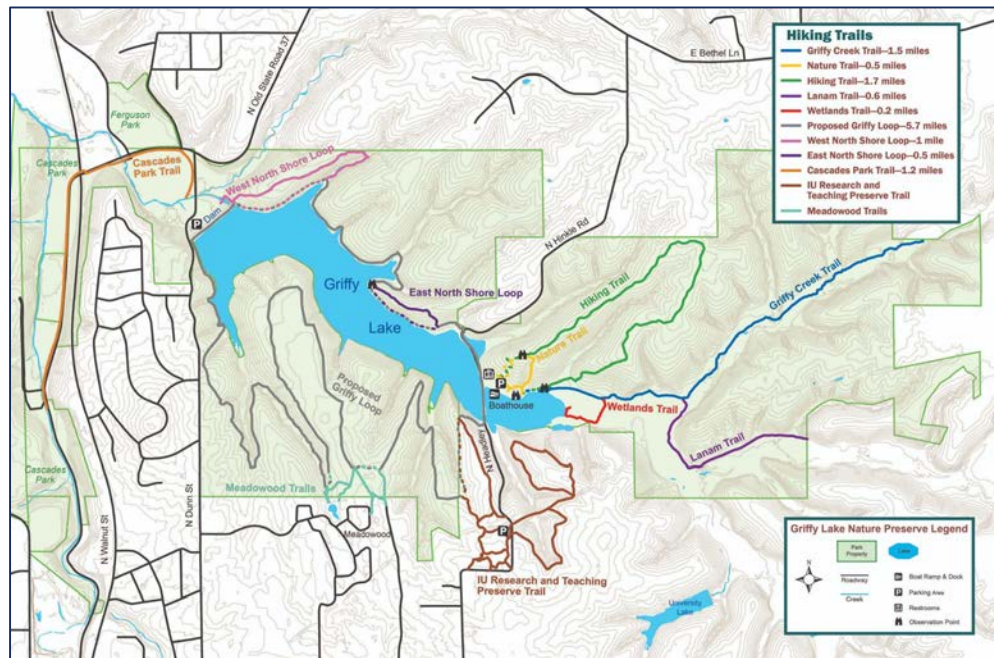 Hiking Trails
Griffy Creek Trail—1.5 miles
Nature Trail—0.5 miles
Hiking Trail—1.7 miles
Lanam Trail—0.6 miles
Wetlands Trail—0.2 miles
Proposed Griffy Loop—5.7 miles
West North Shore Loop—1 mile
East North Shore Loop—0.5 miles
Cascades Park Trail—1.2 miles
IU Research and
Teaching Preserve Trail
Meadowood Trails
E Bethel Ln
N Old State Road 37
Ferguson
Park
Cascades
Park
Cascades
Park Trail
West North Shore Loop
Dam
P
N Hinkle Rd
Griffy
Lake
East North Shore Loop
Hiking Trail
Griffy Creek Trail
Nature Trail
P
Boathouse
Wetlands Trail
Lanam Trail
Proposed
Griffy Loop
N Headley
Cascades
Park
N Walnut St
N Dunn St
Meadowood Trails
Meadowood
P
IU Research and Teaching
Preserve Trail
University
Lake
Griffy Lake Nature Preserve Legend
Park
Property
Lake
N
Roadway
Creek
Boat Ramp & Dock
P
Parking Area
Restrooms
Observation Point